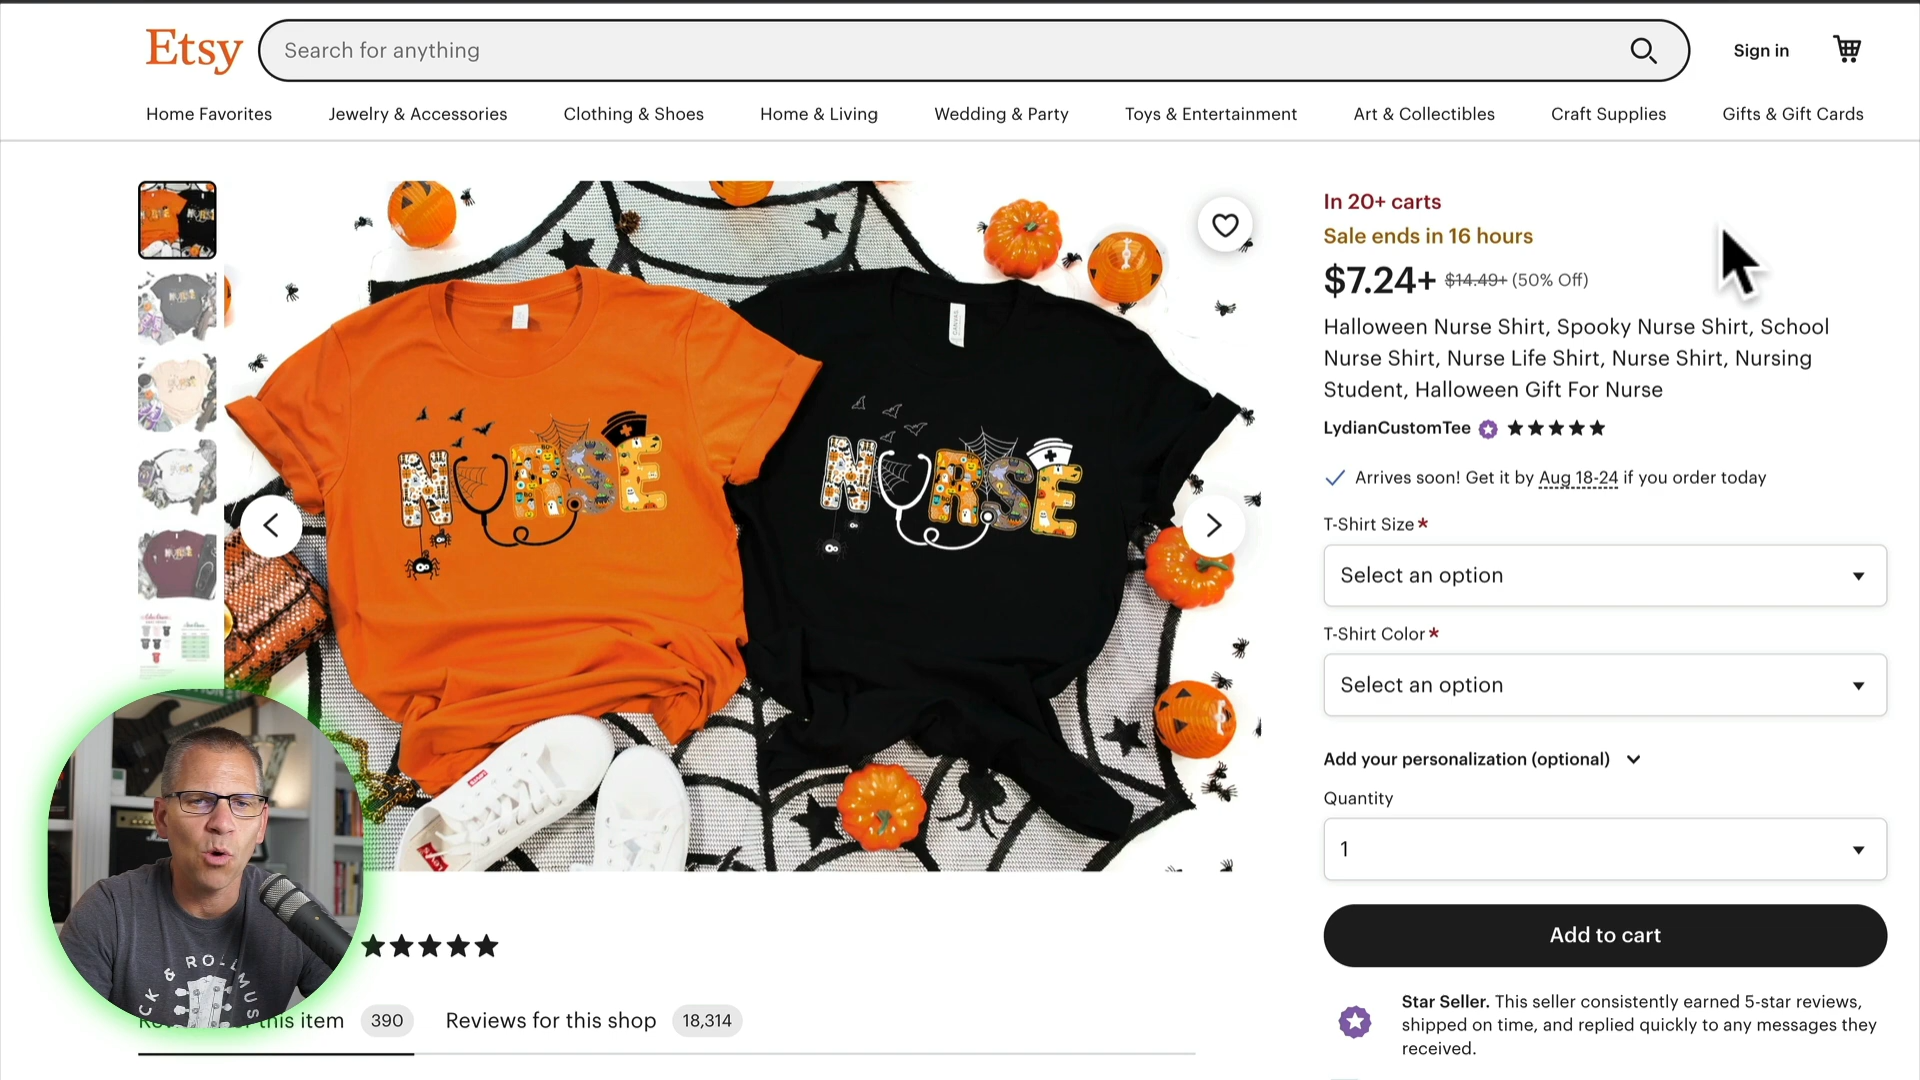 Etsy
Search for anything
Sign in
Home Favorites
Jewelry & Accessories
Clothing & Shoes
Home & Living
Wedding & Party
Toys & Entertainment
Art & Collectibles
Craft Supplies
Gifts & Gift Cards
In 20+ carts
Sale ends in 16 hours
$7.24+ $14.49+ (50% Off)
Halloween Nurse Shirt, Spooky Nurse Shirt, School
Nurse Shirt, Nurse Life Shirt, Nurse Shirt, Nursing
Student, Halloween Gift For Nurse
LydianCustomTee
Arrives soon! Get it by Aug 18-24 if you order today
T-Shirt Size*
Select an option
T-Shirt Color*
Select an option
Add your personalization (optional)
Quantity
1
Add to cart
Star Seller. This seller consistently earned 5-star reviews,
shipped on time, and replied quickly to any messages they
received.
NURSE
NURSE
CANVAS
CK & ROLL MUS
this item 390
Reviews for this shop 18,314